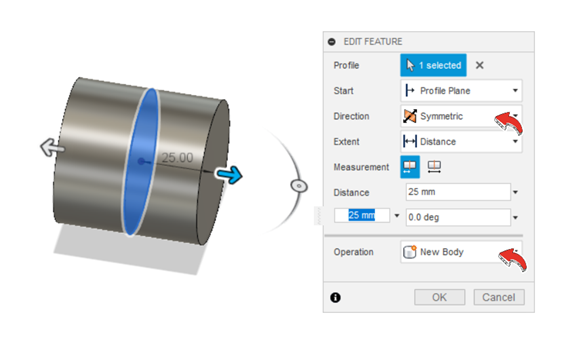 EDIT FEATURE
Profile 1 selected
Start Profile Plane
Direction Symmetric
Extent Distance
Measurement
Distance 25 mm
25 mm 0.0 deg
Operation New Body
OK Cancel
25.00